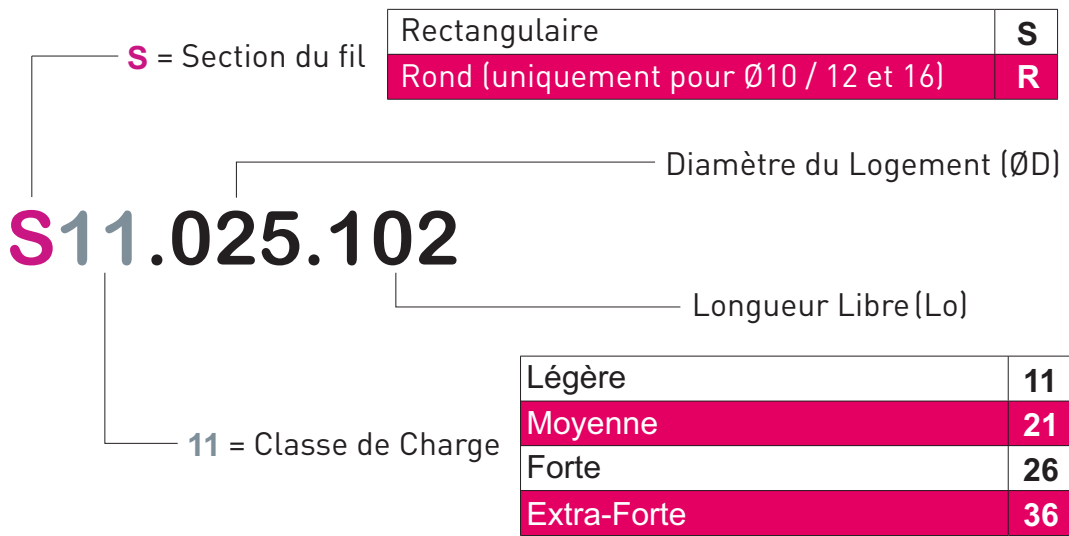 S = Section du fil
Rectangulaire S
Rond (uniquement pour Ø10 / 12 et 16) R
Diamètre du Logement (ØD)
S11.025.102
Longueur Libre (Lo)
11 = Classe de Charge
Légère 11
Moyenne 21
Forte 26
Extra-Forte 36